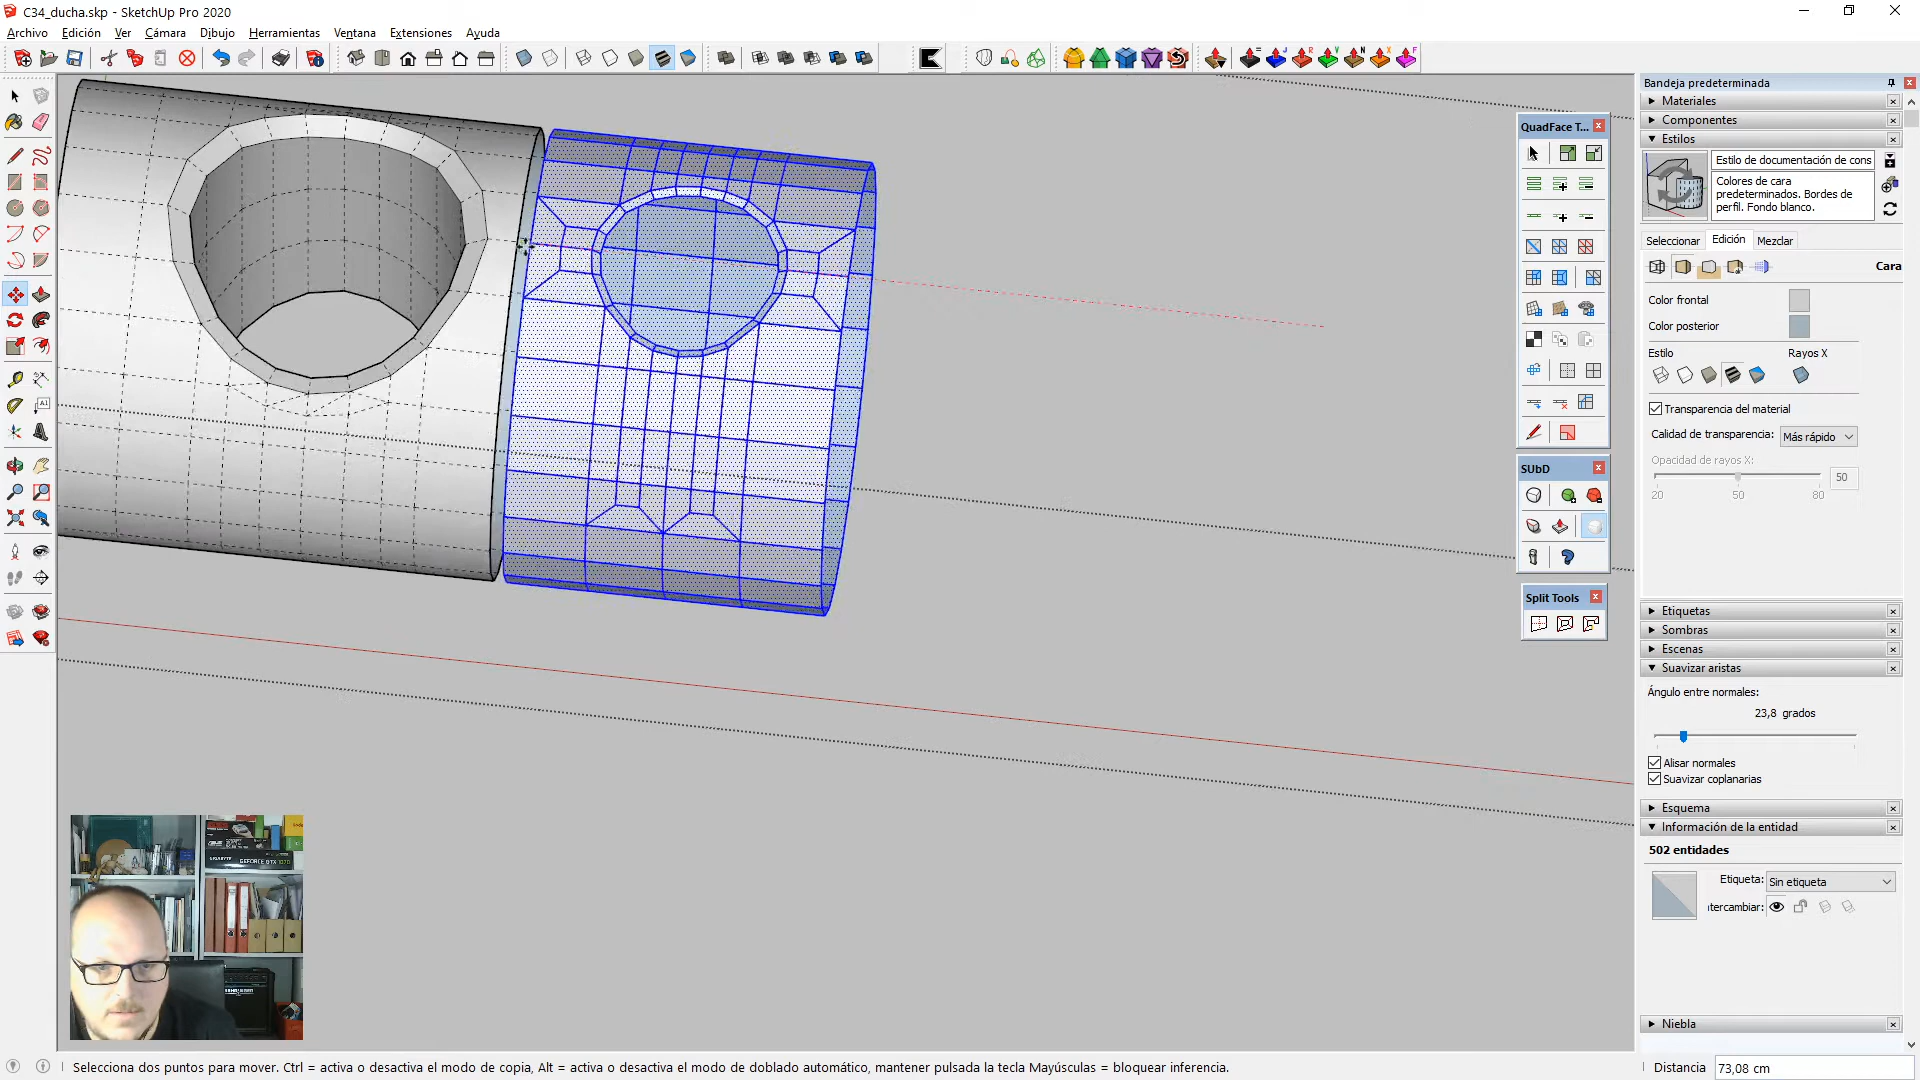 C34_ducha.skp - SketchUp Pro 2020
Archivo Edición Ver Cámara Dibujo Herramientas Ventana Extensiones Ayuda
Bandeja predeterminada
Materiales
Componentes
Estilos
Estilo de documentación de cons
Colores de cara
predeterminados. Bordes de
perfil. Fondo blanco.
Seleccionar Edición Mezclar
Cara
Color frontal
Color posterior
Estilo Rayos X
Transparencia del material
Calidad de transparencia: Más rápido
Opacidad de rayos X:
50
20 50 80
Etiquetas
Sombras
Escenas
Suavizar aristas
Ángulo entre normales:
23,8 grados
Alisar normales
Suavizar coplanarias
Esquema
Información de la entidad
502 entidades
Etiqueta: Sin etiqueta
ntercambiar:
Niebla
QuadFace T...
SUbD
Split Tools
A1
GIGABYTE GEFORCE GTX 1070
Selecciona dos puntos para mover. Ctrl = activa o desactiva el modo de copia, Alt = activa o desactiva el modo de doblado automático, mantener pulsada la tecla Mayúsculas = bloquear inferencia.
Distancia 73,08 cm